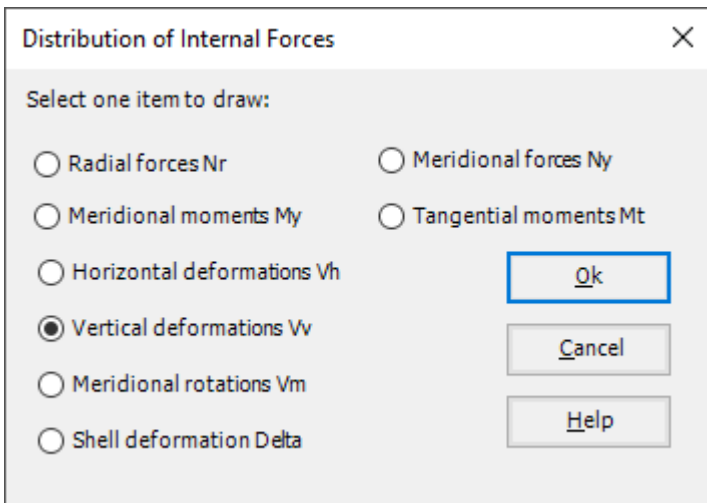 Distribution of Internal Forces
Select one item to draw:
Radial forces Nr
Meridional forces Ny
Meridional moments My
Tangential moments Mt
Horizontal deformations Vh
Ok
Vertical deformations Vv
Cancel
Meridional rotations Vm
Help
Shell deformation Delta